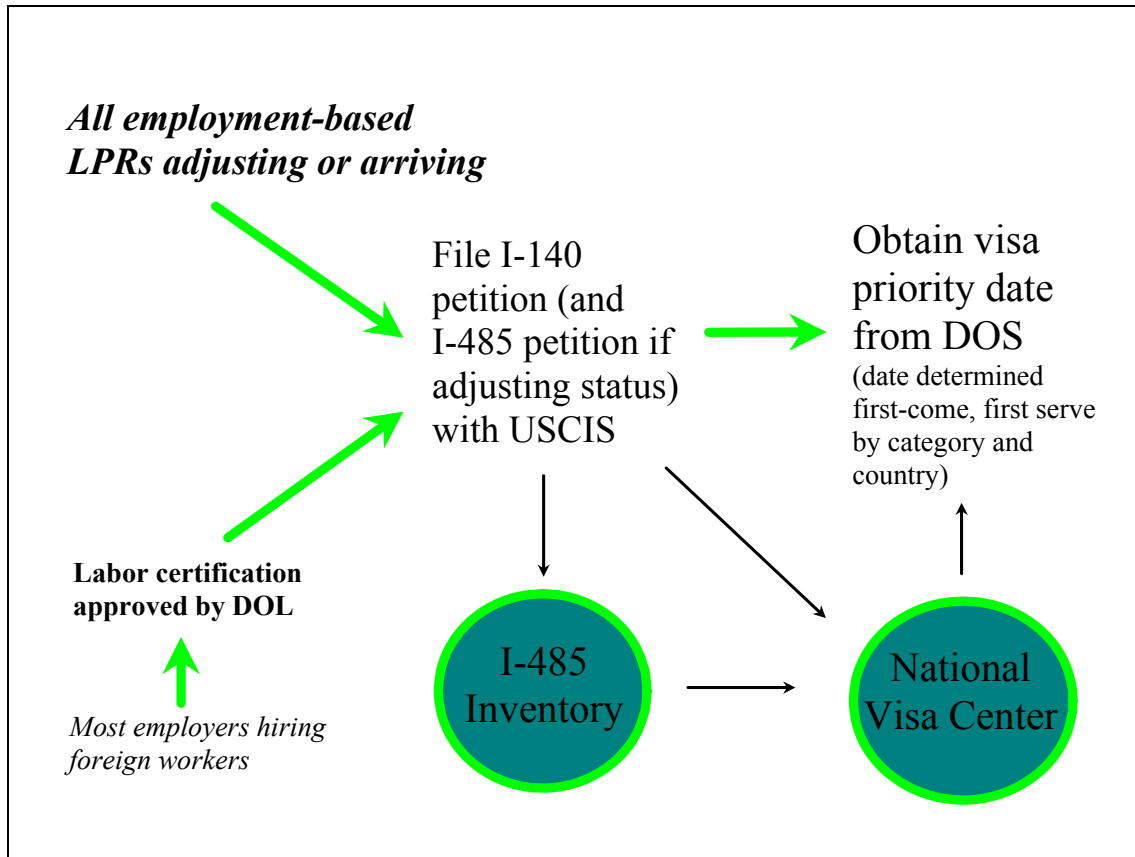 All employment-based
LPRs adjusting or arriving
File I-140
petition (and
I-485 petition if
adjusting status)
with USCIS
Obtain visa
priority date
from DOS
(date determined
first-come, first serve
by category and
country)
Labor certification
approved by DOL
Most employers hiring
foreign workers
I-485
Inventory
National
Visa Center